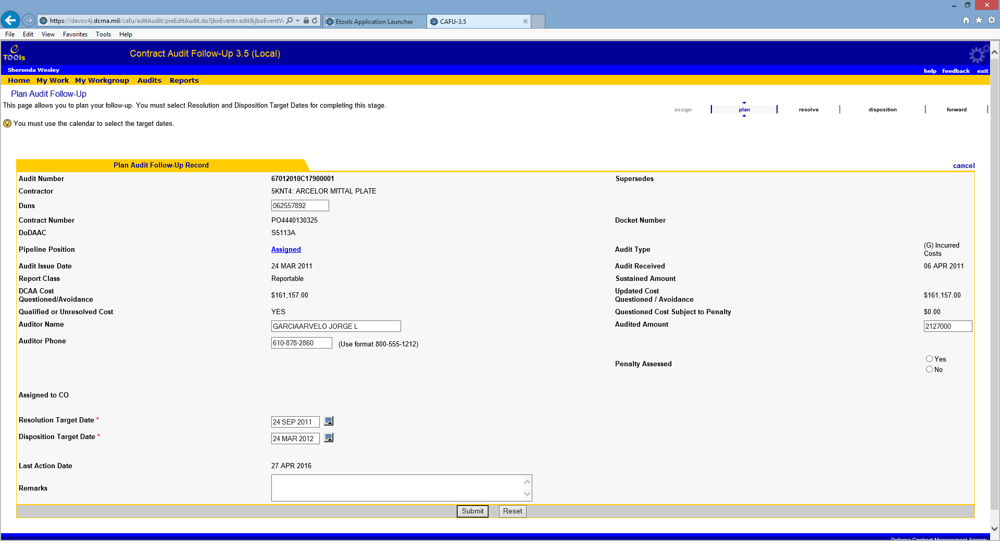 https://devoc4j.dcma.mil/cafu/editAudit/preEditAudit.do?jboEvent=edit&jboEventV
Etools Application Launcher
CAFU-3.5
File Edit View Favorites Tools Help
e
TOOls
Contract Audit Follow-Up 3.5 (Local)
Sheronda Wesley
help feedback exit
Home My Work My Workgroup Audits Reports
Plan Audit Follow-Up
This page allows you to plan your follow-up. You must select Resolution and Disposition Target Dates for completing this stage.
assign plan resolve disposition forward
You must use the calendar to select the target dates.
Plan Audit Follow-Up Record
cancel
Audit Number 67012010C17900001 Supersedes
Contractor 5KNT4: ARCELOR MITTAL PLATE
Duns 062557892
Contract Number PO4440130325 Docket Number
DoDAAC S5113A
Pipeline Position Assigned Audit Type (G) Incurred
Costs
Audit Issue Date 24 MAR 2011 Audit Received 06 APR 2011
Report Class Reportable Sustained Amount
DCAA Cost
Questioned/Avoidance $161,157.00 Updated Cost
Questioned / Avoidance $161,157.00
Qualified or Unresolved Cost YES Questioned Cost Subject to Penalty $0.00
Auditor Name GARCIAARVELO JORGE L Audited Amount 2127000
Auditor Phone 610-878-2860 (Use format 800-555-1212)
Penalty Assessed Yes
No
Assigned to CO
Resolution Target Date * 24 SEP 2011
Disposition Target Date * 24 MAR 2012
Last Action Date 27 APR 2016
Remarks
Submit Reset
Defense Contract Management Agency